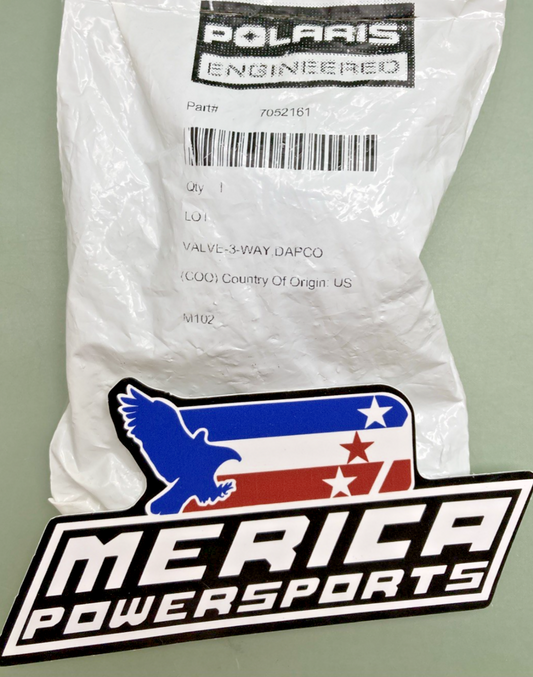 POLARIS
ENGINEERED
Part# 7052161
Qty 1
LOT
VALVE-3-WAY,DAPCO
(COO) Country Of Origin: US
M102
MERICA
POWERSPORTS